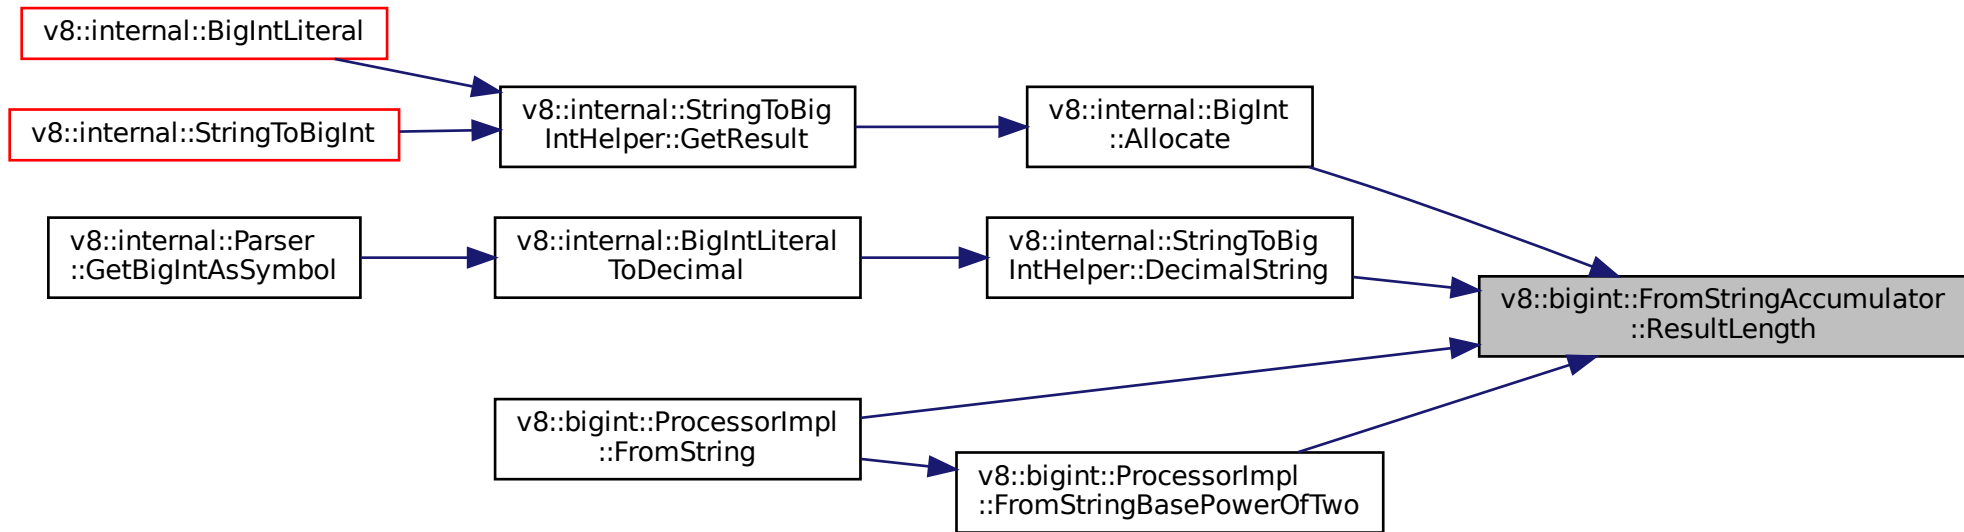 v8::internal::BigIntLiteral
v8::internal::StringToBigInt
v8::internal::StringToBig
IntHelper::GetResult
v8::internal::BigInt
::Allocate
v8::internal::Parser
::GetBigIntAsSymbol
v8::internal::BigIntLiteral
ToDecimal
v8::internal::StringToBig
IntHelper::DecimalString
v8::bigint::FromStringAccumulator
::ResultLength
v8::bigint::ProcessorImpl
::FromString
v8::bigint::ProcessorImpl
::FromStringBasePowerOfTwo